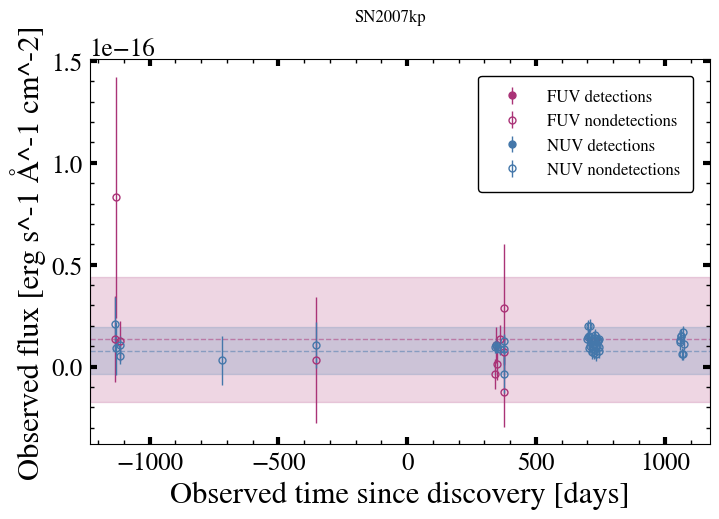 SN2007kp
1e−16
1.5
1.0
0.5
0.0
Observed flux [erg s^-1 Å^-1 cm^-2]
FUV detections
FUV nondetections
NUV detections
NUV nondetections
−1000
−500
0
500
1000
Observed time since discovery [days]